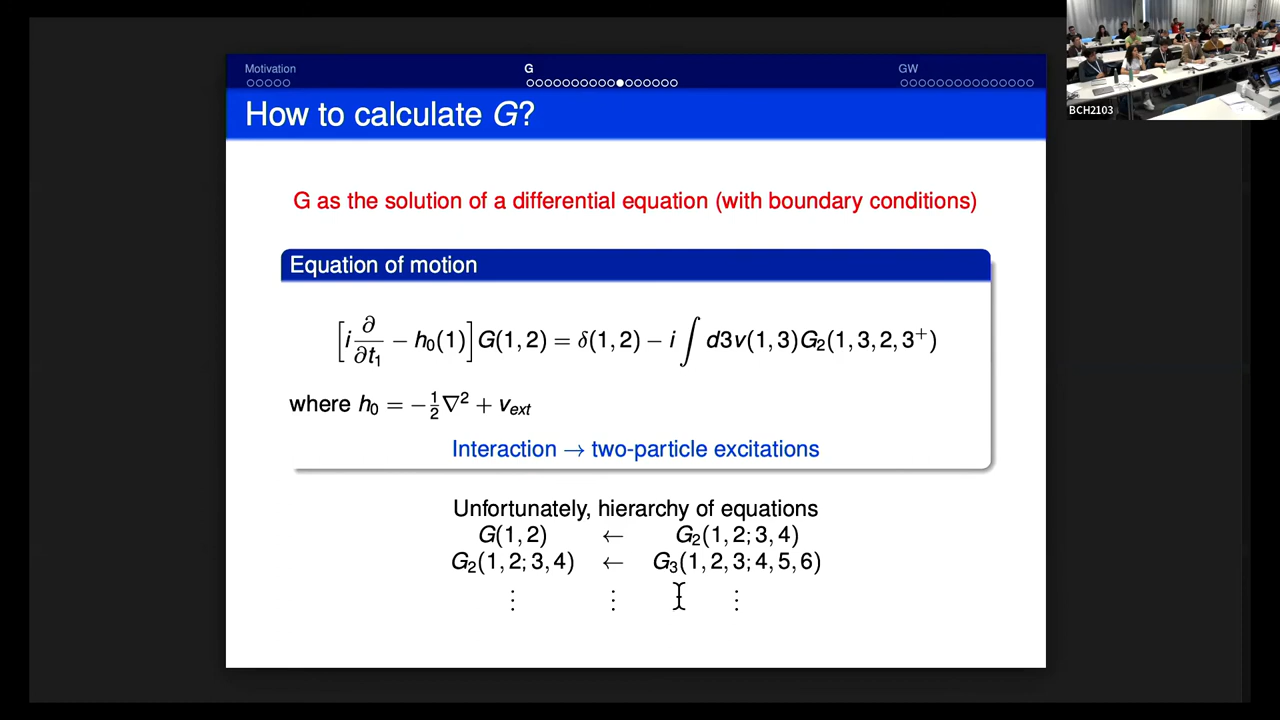 Motivation
G
GW
How to calculate G?
G as the solution of a differential equation (with boundary conditions)
Equation of motion
[i ∂/∂t₁ − h₀(1)] G(1, 2) = δ(1, 2) − i ∫ d3v(1, 3)G₂(1, 3, 2, 3⁺)
where h₀ = −½∇² + v_ext
Interaction → two-particle excitations
Unfortunately, hierarchy of equations
G(1, 2) ← G₂(1, 2; 3, 4)
G₂(1, 2; 3, 4) ← G₃(1, 2, 3; 4, 5, 6)
⋮ ⋮ ⋮
BCH2103